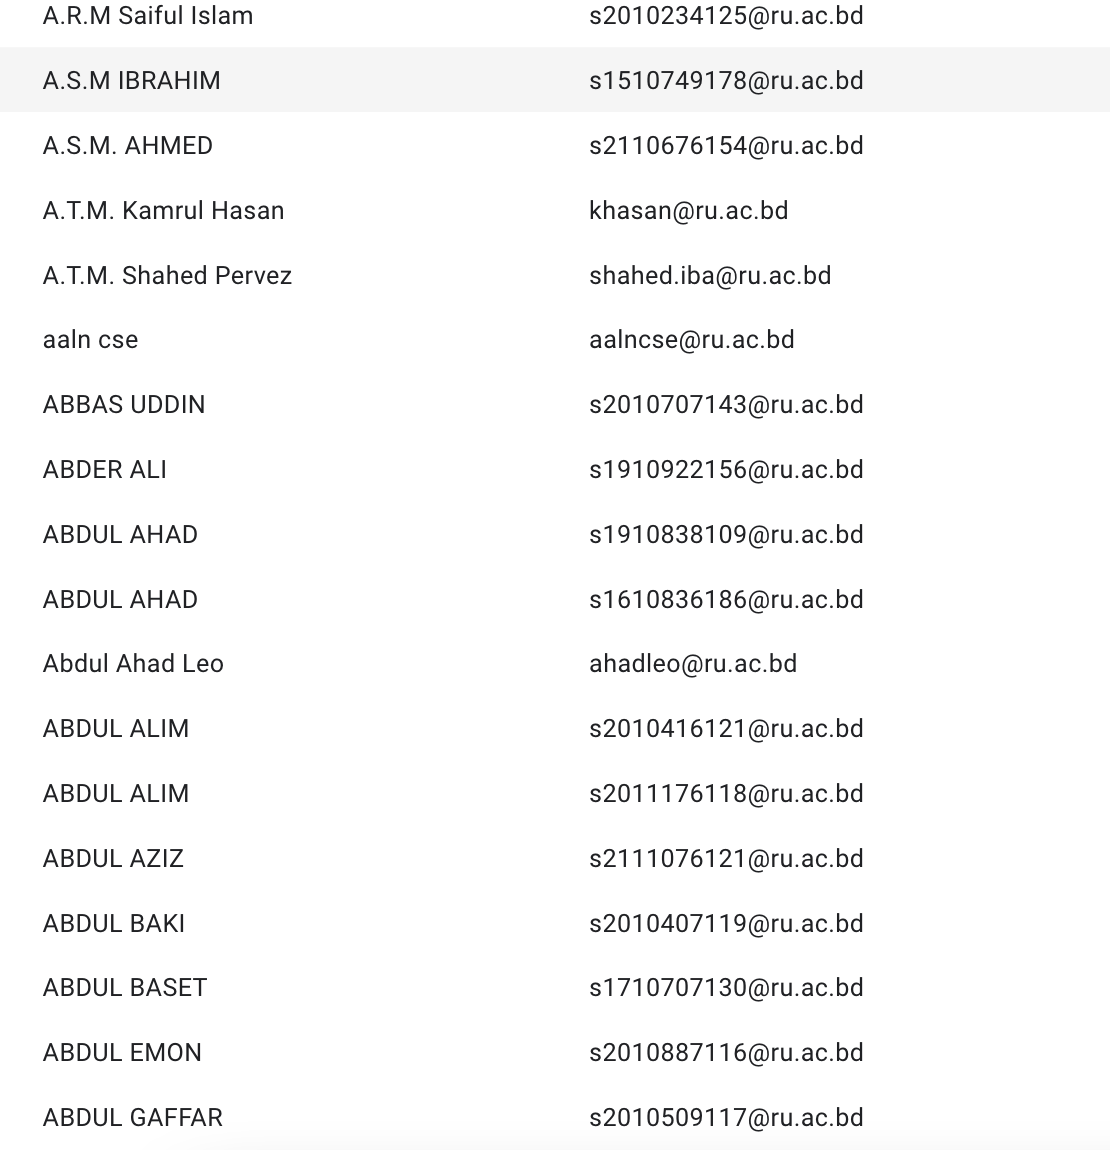 A.R.M Saiful Islam s2010234125@ru.ac.bd
A.S.M IBRAHIM s1510749178@ru.ac.bd
A.S.M. AHMED s2110676154@ru.ac.bd
A.T.M. Kamrul Hasan khasan@ru.ac.bd
A.T.M. Shahed Pervez shahed.iba@ru.ac.bd
aaln cse aalncse@ru.ac.bd
ABBAS UDDIN s2010707143@ru.ac.bd
ABDER ALI s1910922156@ru.ac.bd
ABDUL AHAD s1910838109@ru.ac.bd
ABDUL AHAD s1610836186@ru.ac.bd
Abdul Ahad Leo ahadleo@ru.ac.bd
ABDUL ALIM s2010416121@ru.ac.bd
ABDUL ALIM s2011176118@ru.ac.bd
ABDUL AZIZ s2111076121@ru.ac.bd
ABDUL BAKI s2010407119@ru.ac.bd
ABDUL BASET s1710707130@ru.ac.bd
ABDUL EMON s2010887116@ru.ac.bd
ABDUL GAFFAR s2010509117@ru.ac.bd